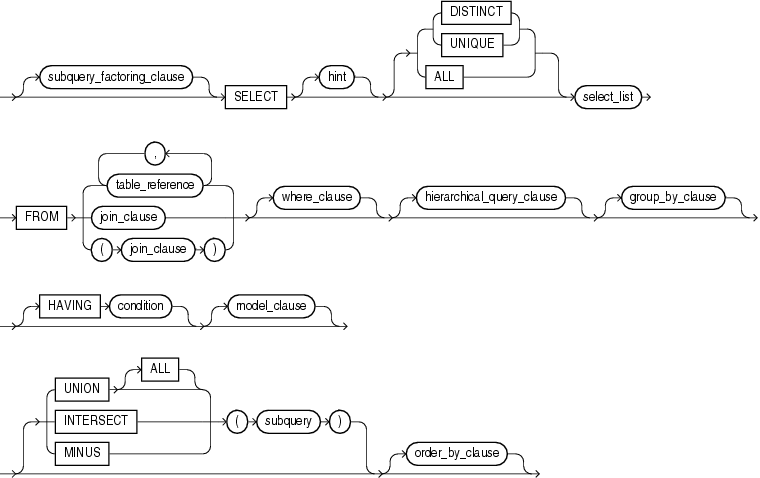 DISTINCT
UNIQUE
subquery_factoring_clause SELECT hint ALL select_list
,
table_reference
FROM join_clause where_clause hierarchical_query_clause group_by_clause
( join_clause )
HAVING condition model_clause
ALL
UNION
INTERSECT ( subquery )
MINUS order_by_clause